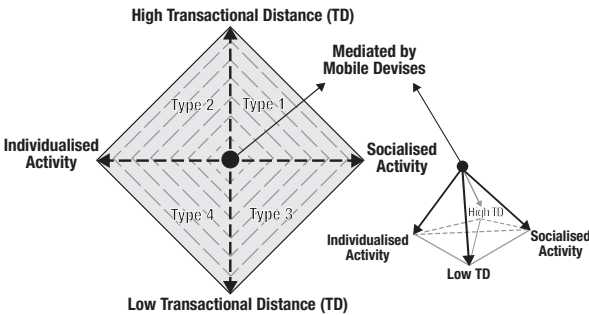 High Transactional Distance (TD)
Mediated by
Mobile Devises
Type 2
Type 1
Individualised
Activity
Socialised
Activity
Type 4
Type 3
High TD
Individualised
Activity
Socialised
Activity
Low TD
Low Transactional Distance (TD)